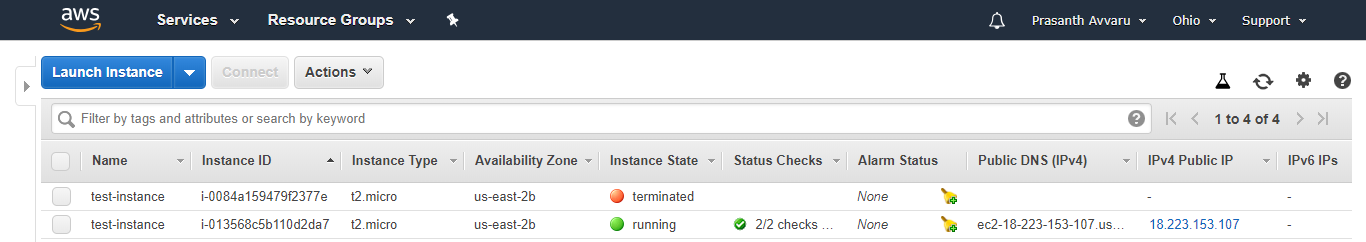 aws Services Resource Groups Prasanth Avvaru Ohio Support
Launch Instance Connect Actions
Filter by tags and attributes or search by keyword ? 1 to 4 of 4
Name Instance ID Instance Type Availability Zone Instance State Status Checks Alarm Status Public DNS (IPv4) IPv4 Public IP IPv6 IPs
test-instance i-0084a159479f2377e t2.micro us-east-2b terminated None - -
test-instance i-013568c5b110d2da7 t2.micro us-east-2b running 2/2 checks ... None ec2-18-223-153-107.us... 18.223.153.107 -